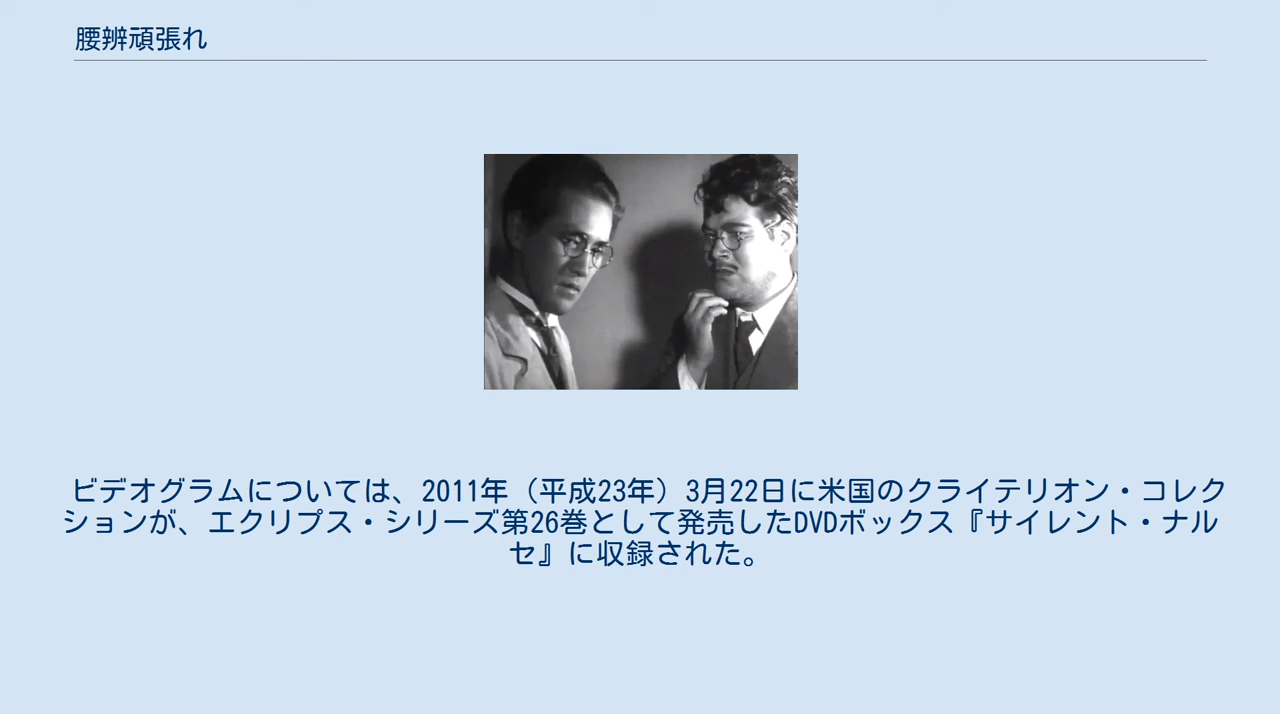 腰辨頑張れ
ビデオグラムについては、2011年（平成23年）3月22日に米国のクライテリオン・コレク
ションが、エクリプス・シリーズ第26巻として発売したDVDボックス『サイレント・ナル
セ』に収録された。